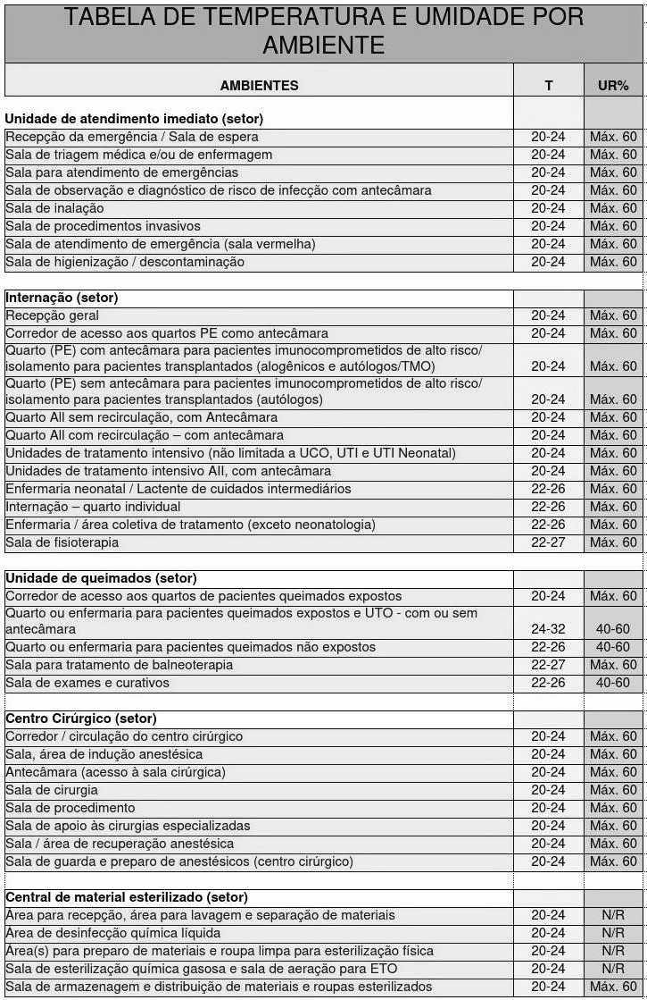 TABELA DE TEMPERATURA E UMIDADE POR
AMBIENTE
AMBIENTES T UR%
Unidade de atendimento imediato (setor)
Recepção da emergência / Sala de espera 20-24 Máx. 60
Sala de triagem médica e/ou de enfermagem 20-24 Máx. 60
Sala para atendimento de emergências 20-24 Máx. 60
Sala de observação e diagnóstico de risco de infecção com antecâmara 20-24 Máx. 60
Sala de inalação 20-24 Máx. 60
Sala de procedimentos invasivos 20-24 Máx. 60
Sala de atendimento de emergência (sala vermelha) 20-24 Máx. 60
Sala de higienização / descontaminação 20-24 Máx. 60
Internação (setor)
Recepção geral 20-24 Máx. 60
Corredor de acesso aos quartos PE como antecâmara 20-24 Máx. 60
Quarto (PE) com antecâmara para pacientes imunocomprometidos de alto risco/
isolamento para pacientes transplantados (alogênicos e autólogos/TMO) 20-24 Máx. 60
Quarto (PE) sem antecâmara para pacientes imunocomprometidos de alto risco/
isolamento para pacientes transplantados (autólogos) 20-24 Máx. 60
Quarto All sem recirculação, com Antecâmara 20-24 Máx. 60
Quarto All com recirculação – com antecâmara 20-24 Máx. 60
Unidades de tratamento intensivo (não limitada a UCO, UTI e UTI Neonatal) 20-24 Máx. 60
Unidades de tratamento intensivo AII, com antecâmara 20-24 Máx. 60
Enfermaria neonatal / Lactente de cuidados intermediários 22-26 Máx. 60
Internação – quarto individual 22-26 Máx. 60
Enfermaria / área coletiva de tratamento (exceto neonatologia) 22-26 Máx. 60
Sala de fisioterapia 22-27 Máx. 60
Unidade de queimados (setor)
Corredor de acesso aos quartos de pacientes queimados expostos 20-24 Máx. 60
Quarto ou enfermaria para pacientes queimados expostos e UTO - com ou sem
antecâmara 24-32 40-60
Quarto ou enfermaria para pacientes queimados não expostos 22-26 40-60
Sala para tratamento de balneoterapia 22-27 Máx. 60
Sala de exames e curativos 22-26 40-60
Centro Cirúrgico (setor)
Corredor / circulação do centro cirúrgico 20-24 Máx. 60
Sala, área de indução anestésica 20-24 Máx. 60
Antecâmara (acesso à sala cirúrgica) 20-24 Máx. 60
Sala de cirurgia 20-24 Máx. 60
Sala de procedimento 20-24 Máx. 60
Sala de apoio às cirurgias especializadas 20-24 Máx. 60
Sala / área de recuperação anestésica 20-24 Máx. 60
Sala de guarda e preparo de anestésicos (centro cirúrgico) 20-24 Máx. 60
Central de material esterilizado (setor)
Área para recepção, área para lavagem e separação de materiais 20-24 N/R
Área de desinfecção química líquida 20-24 N/R
Área(s) para preparo de materiais e roupa limpa para esterilização física 20-24 N/R
Sala de esterilização química gasosa e sala de aeração para ETO 20-24 N/R
Sala de armazenagem e distribuição de materiais e roupas esterilizados 20-24 Máx. 60